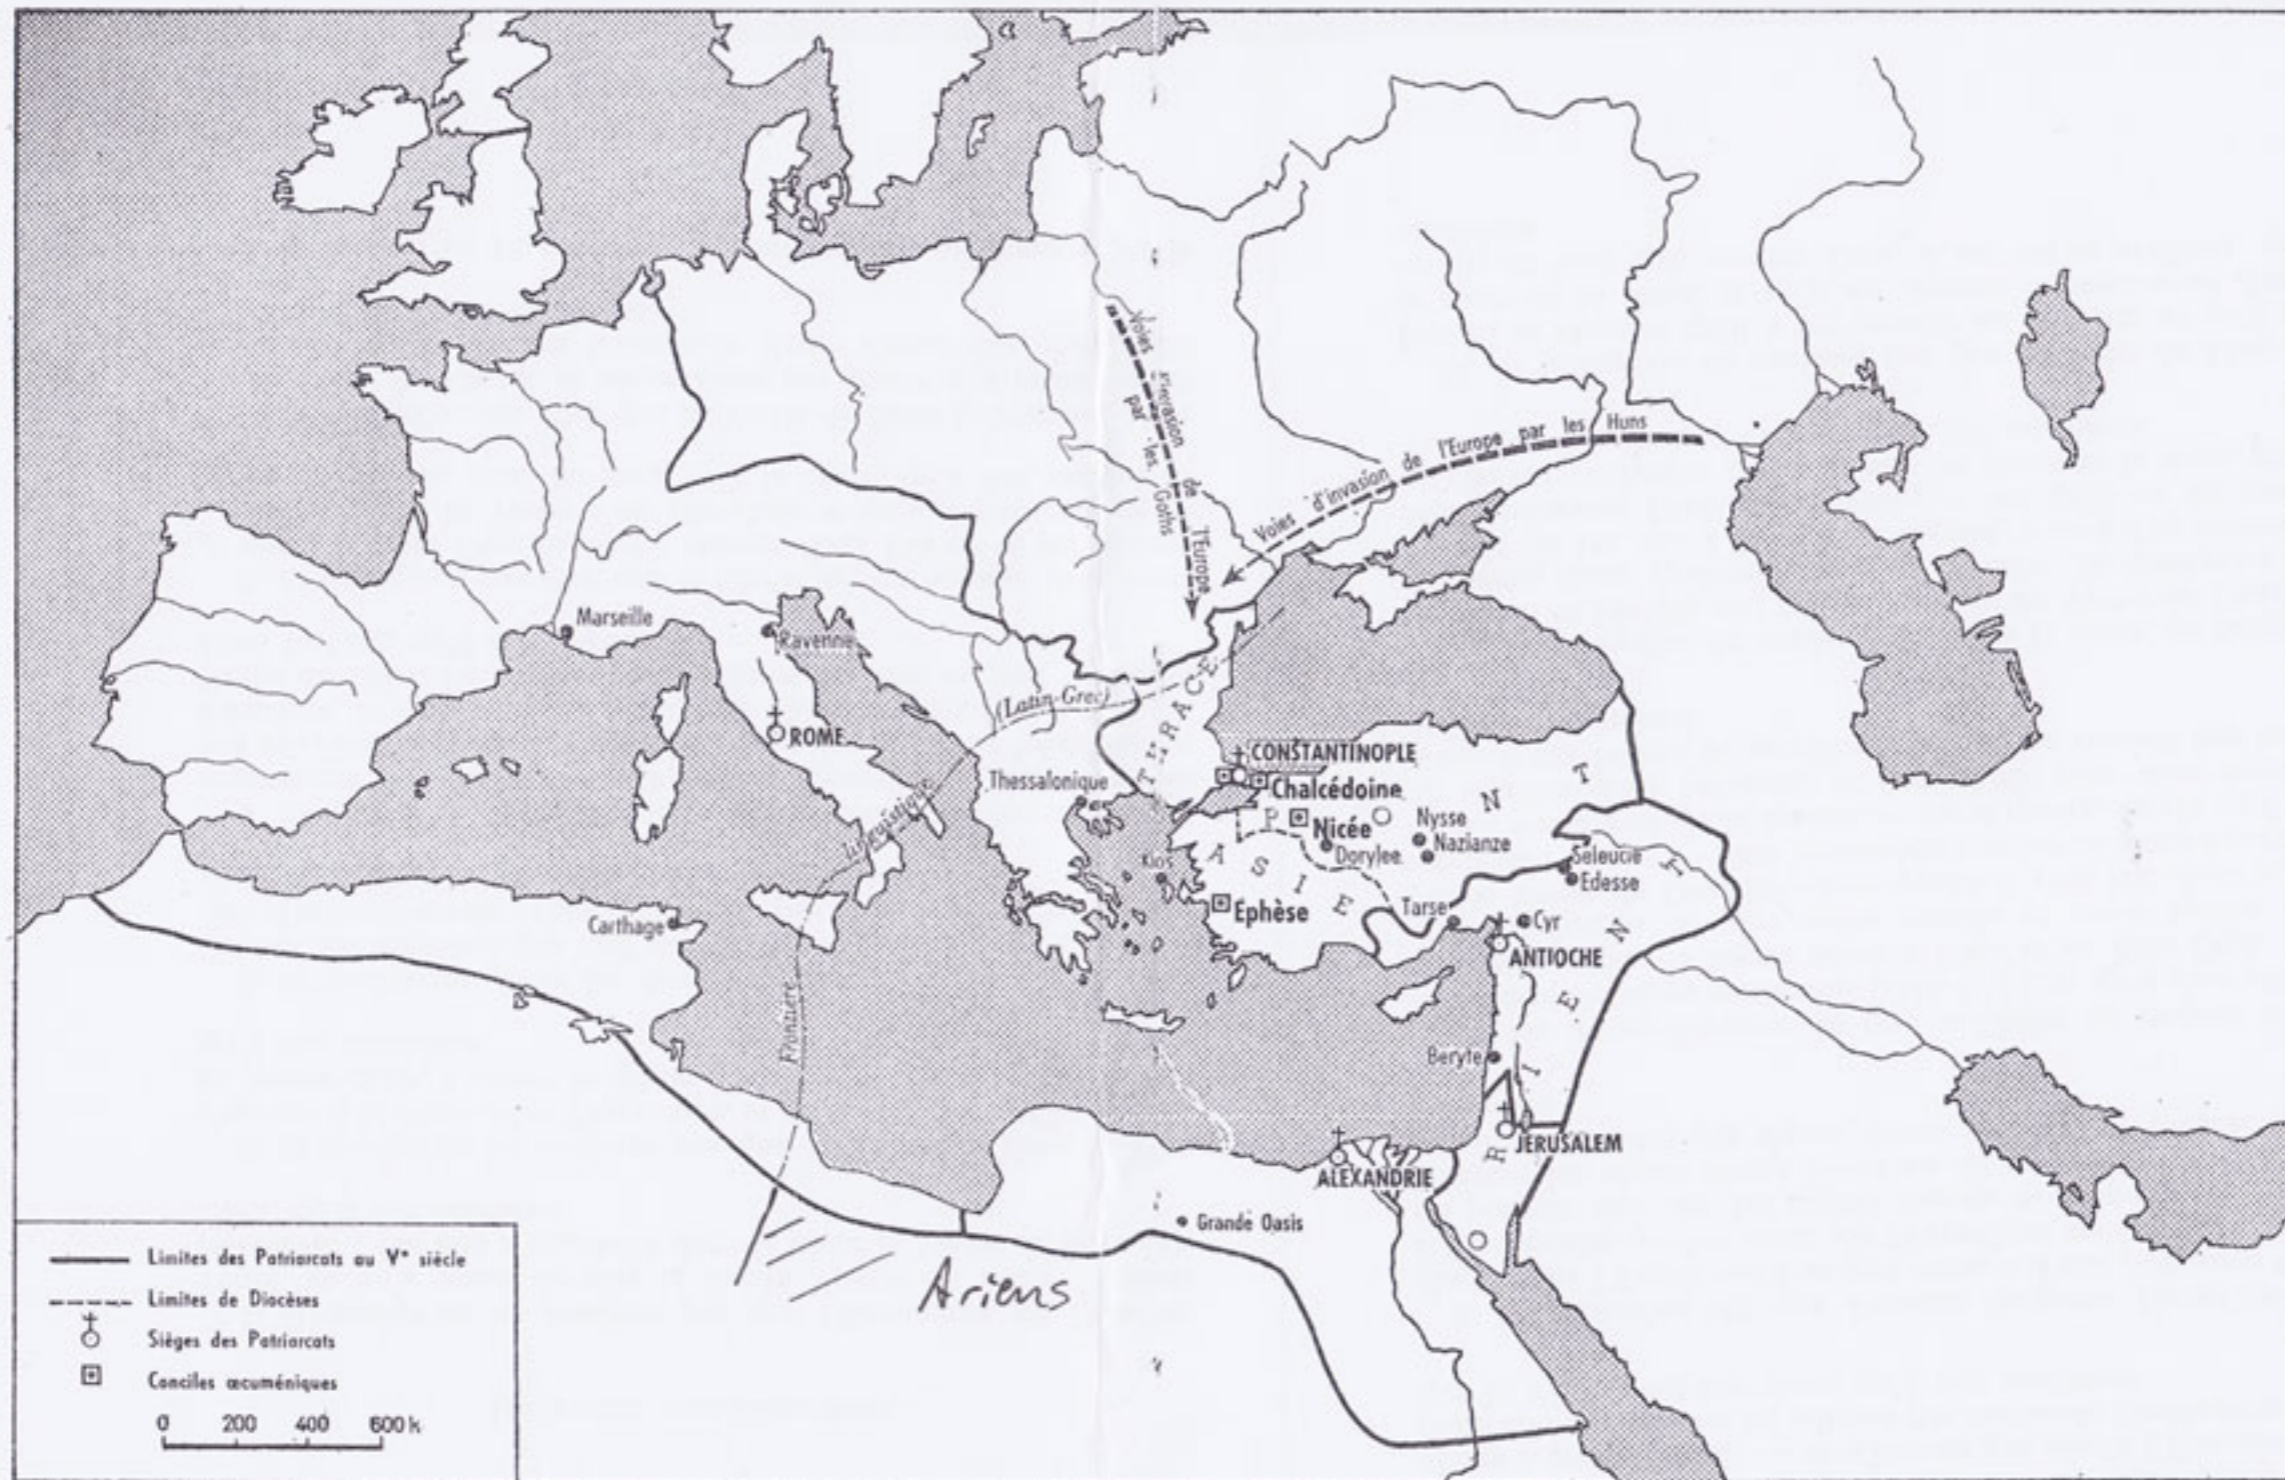 Voies d'invasion de l'Europe
par les Goths
Voies d'invasion de l'Europe par les Huns
Marseille
Ravenne
(Latin-Grec)
THRACE
ROME
CONSTANTINOPLE
Thessalonique
Chalcédoine
PONT
Nicée
Nysse
Nazianze
Dorylee
linguistique
Kios
ASIE
Seleucie
Edesse
Carthage
Ephèse
Tarse
Cyr
ANTIOCHE
ORIENT
Frontière
Beryte
JERUSALEM
ALEXANDRIE
Grande Oasis
Ariens
Limites des Patriarcats au Vᵉ siècle
Limites de Diocèses
Sièges des Patriarcats
Conciles œcuméniques
0 200 400 600 k